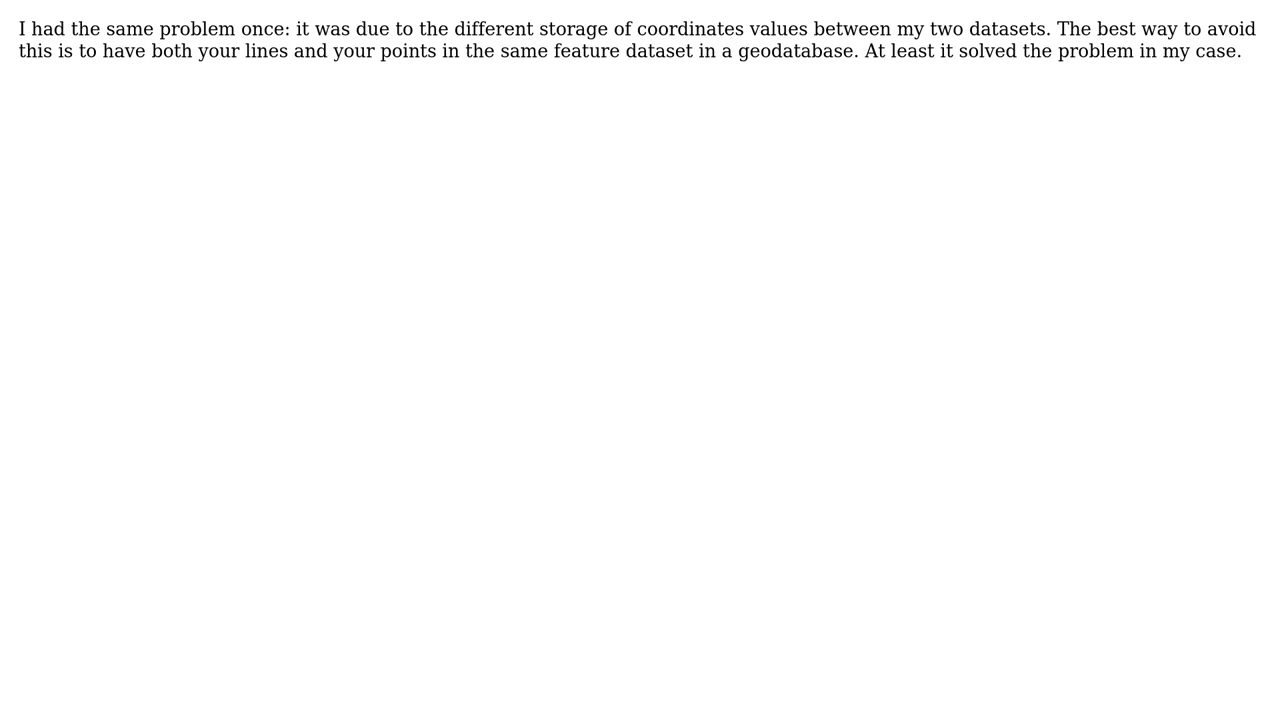 I had the same problem once: it was due to the different storage of coordinates values between my two datasets. The best way to avoid
this is to have both your lines and your points in the same feature dataset in a geodatabase. At least it solved the problem in my case.